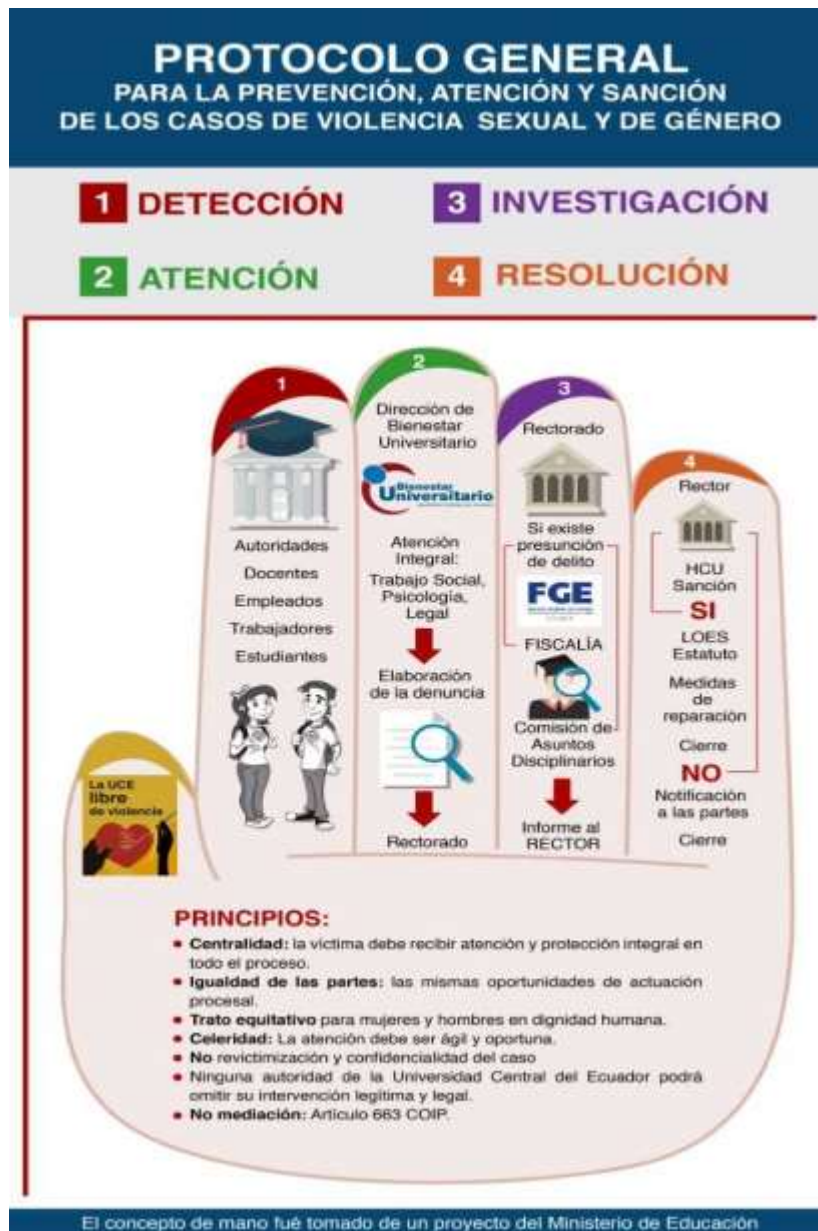 PROTOCOLO GENERAL
PARA LA PREVENCIÓN, ATENCIÓN Y SANCIÓN
DE LOS CASOS DE VIOLENCIA SEXUAL Y DE GÉNERO
1 DETECCIÓN
3 INVESTIGACIÓN
2 ATENCIÓN
4 RESOLUCIÓN
1
Autoridades
Docentes
Empleados
Trabajadores
Estudiantes
2
Dirección de
Bienestar
Universitario
Bienestar
Universitario
Atención
Integral:
Trabajo Social,
Psicología,
Legal
Elaboración
de la denuncia
Rectorado
3
Rectorado
Si existe
presunción
de delito
FGE
FISCALÍA
Comisión de
Asuntos
Disciplinarios
Informe al
RECTOR
4
Rector
HCU
Sanción
SI
LOES
Estatuto
Medidas
de
reparación
Cierre
NO
Notificación
a las partes
Cierre
La UCE
libre
de violencia
PRINCIPIOS:
• Centralidad: la víctima debe recibir atención y protección integral en
todo el proceso.
• Igualdad de las partes: las mismas oportunidades de actuación
procesal.
• Trato equitativo para mujeres y hombres en dignidad humana.
• Celeridad: La atención debe ser ágil y oportuna.
• No revictimización y confidencialidad del caso
• Ninguna autoridad de la Universidad Central del Ecuador podrá
omitir su intervención legítima y legal.
• No mediación: Artículo 663 COIP.
El concepto de mano fué tomado de un proyecto del Ministerio de Educación